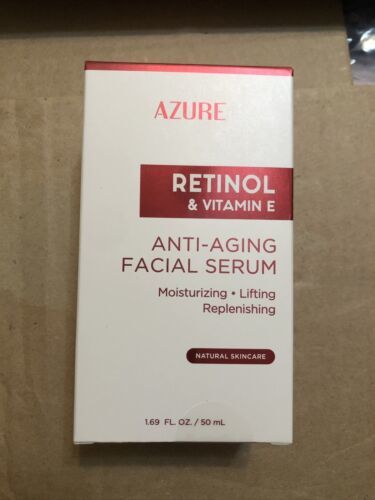 AZURE
RETINOL
& VITAMIN E
ANTI-AGING
FACIAL SERUM
Moisturizing • Lifting
Replenishing
NATURAL SKINCARE
1.69 FL. OZ. / 50 mL